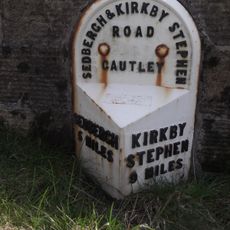 SEDBERGH & KIRKBY STEPHEN
ROAD
CAUTLEY
SEDBERGH
5 MILES
KIRKBY
STEPHEN
9 MILES